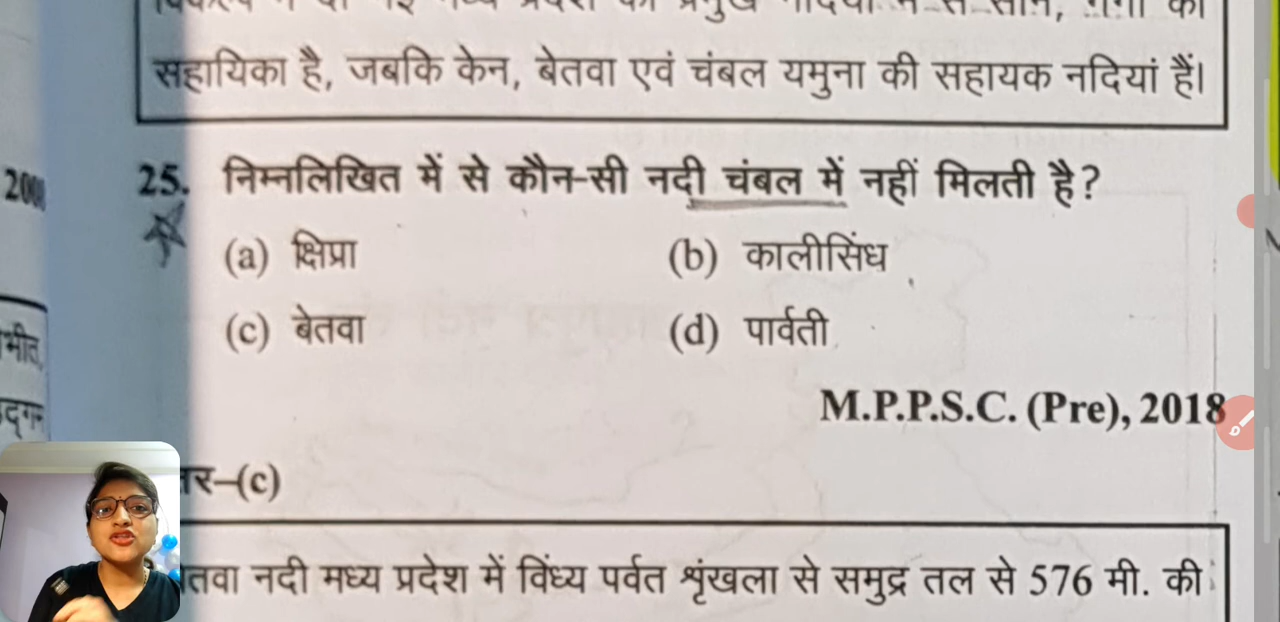 सहायिका है, जबकि केन, बेतवा एवं चंबल यमुना की सहायक नदियां हैं।
25. निम्नलिखित में से कौन-सी नदी चंबल में नहीं मिलती है?
(a) क्षिप्रा (b) कालीसिंध
(c) बेतवा (d) पार्वती
M.P.P.S.C. (Pre), 2018
तर–(c)
तवा नदी मध्य प्रदेश में विंध्य पर्वत श्रृंखला से समुद्र तल से 576 मी. की